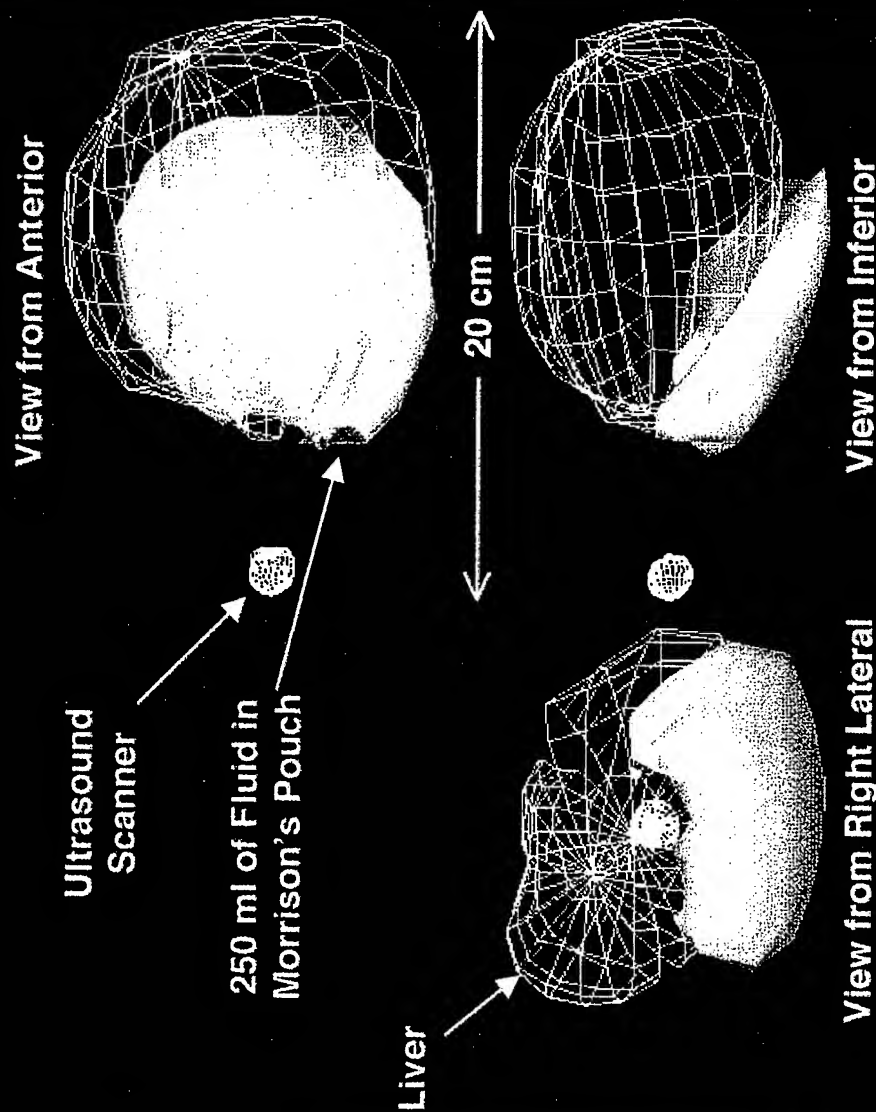 View from Anterior
Ultrasound
Scanner
250 ml of Fluid in
Morrison's Pouch
Liver
20 cm
View from Right Lateral
View from Inferior